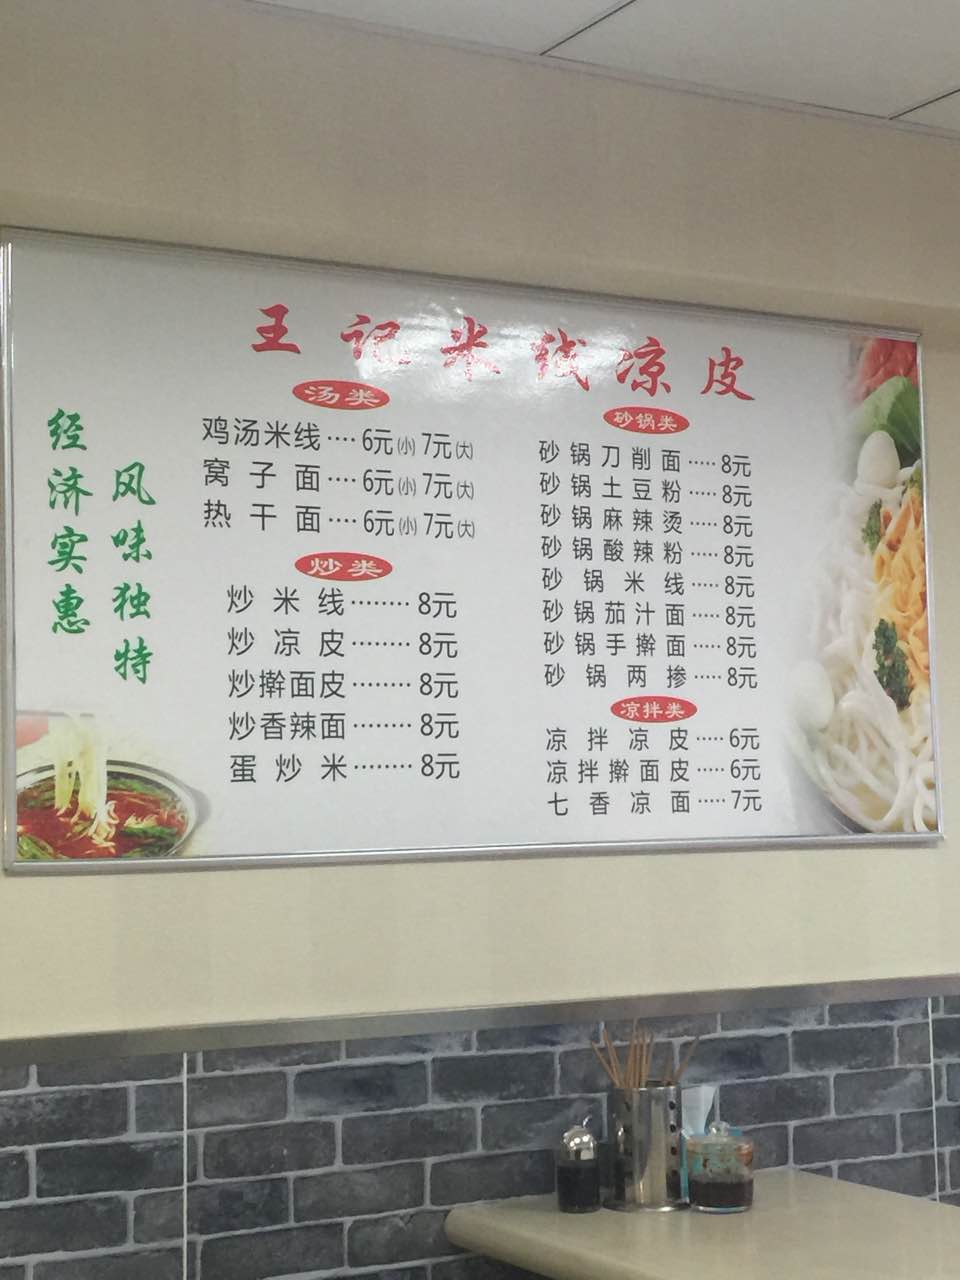 王记米线凉皮
经济实惠
风味独特
汤类
鸡汤米线····6元(小)7元(大)
窝子面····6元(小)7元(大)
热干面····6元(小)7元(大)
炒类
炒米线········8元
炒凉皮········8元
炒擀面皮········8元
炒香辣面········8元
蛋炒米········8元
砂锅类
砂锅刀削面·····8元
砂锅土豆粉·····8元
砂锅麻辣烫·····8元
砂锅酸辣粉·····8元
砂锅米线·····8元
砂锅茄汁面·····8元
砂锅手擀面·····8元
砂锅两掺·····8元
凉拌类
凉拌凉皮·····6元
凉拌擀面皮·····6元
七香凉面·····7元